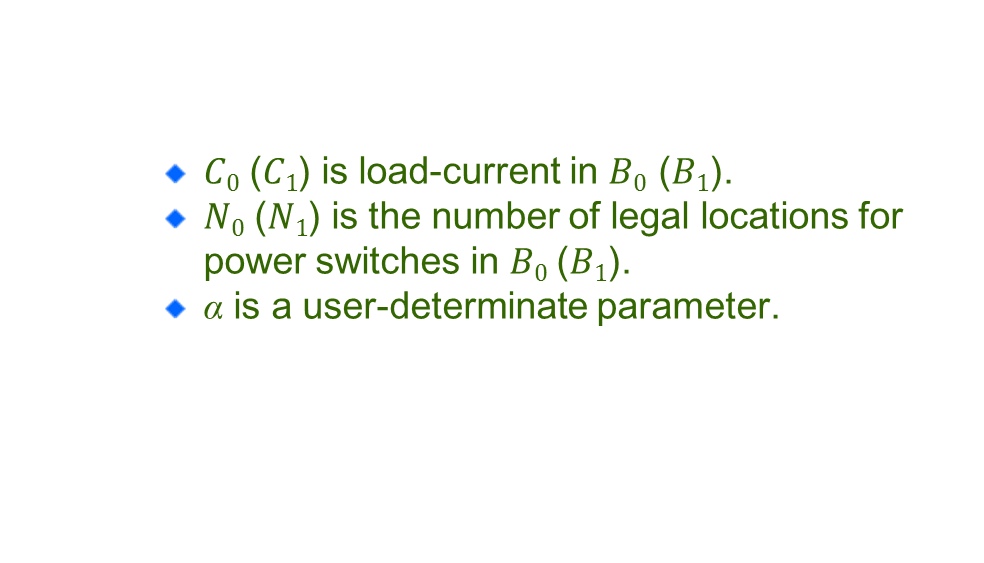 ◆ C₀ (C₁) is load-current in B₀ (B₁).
◆ N₀ (N₁) is the number of legal locations for
power switches in B₀ (B₁).
◆ α is a user-determinate parameter.